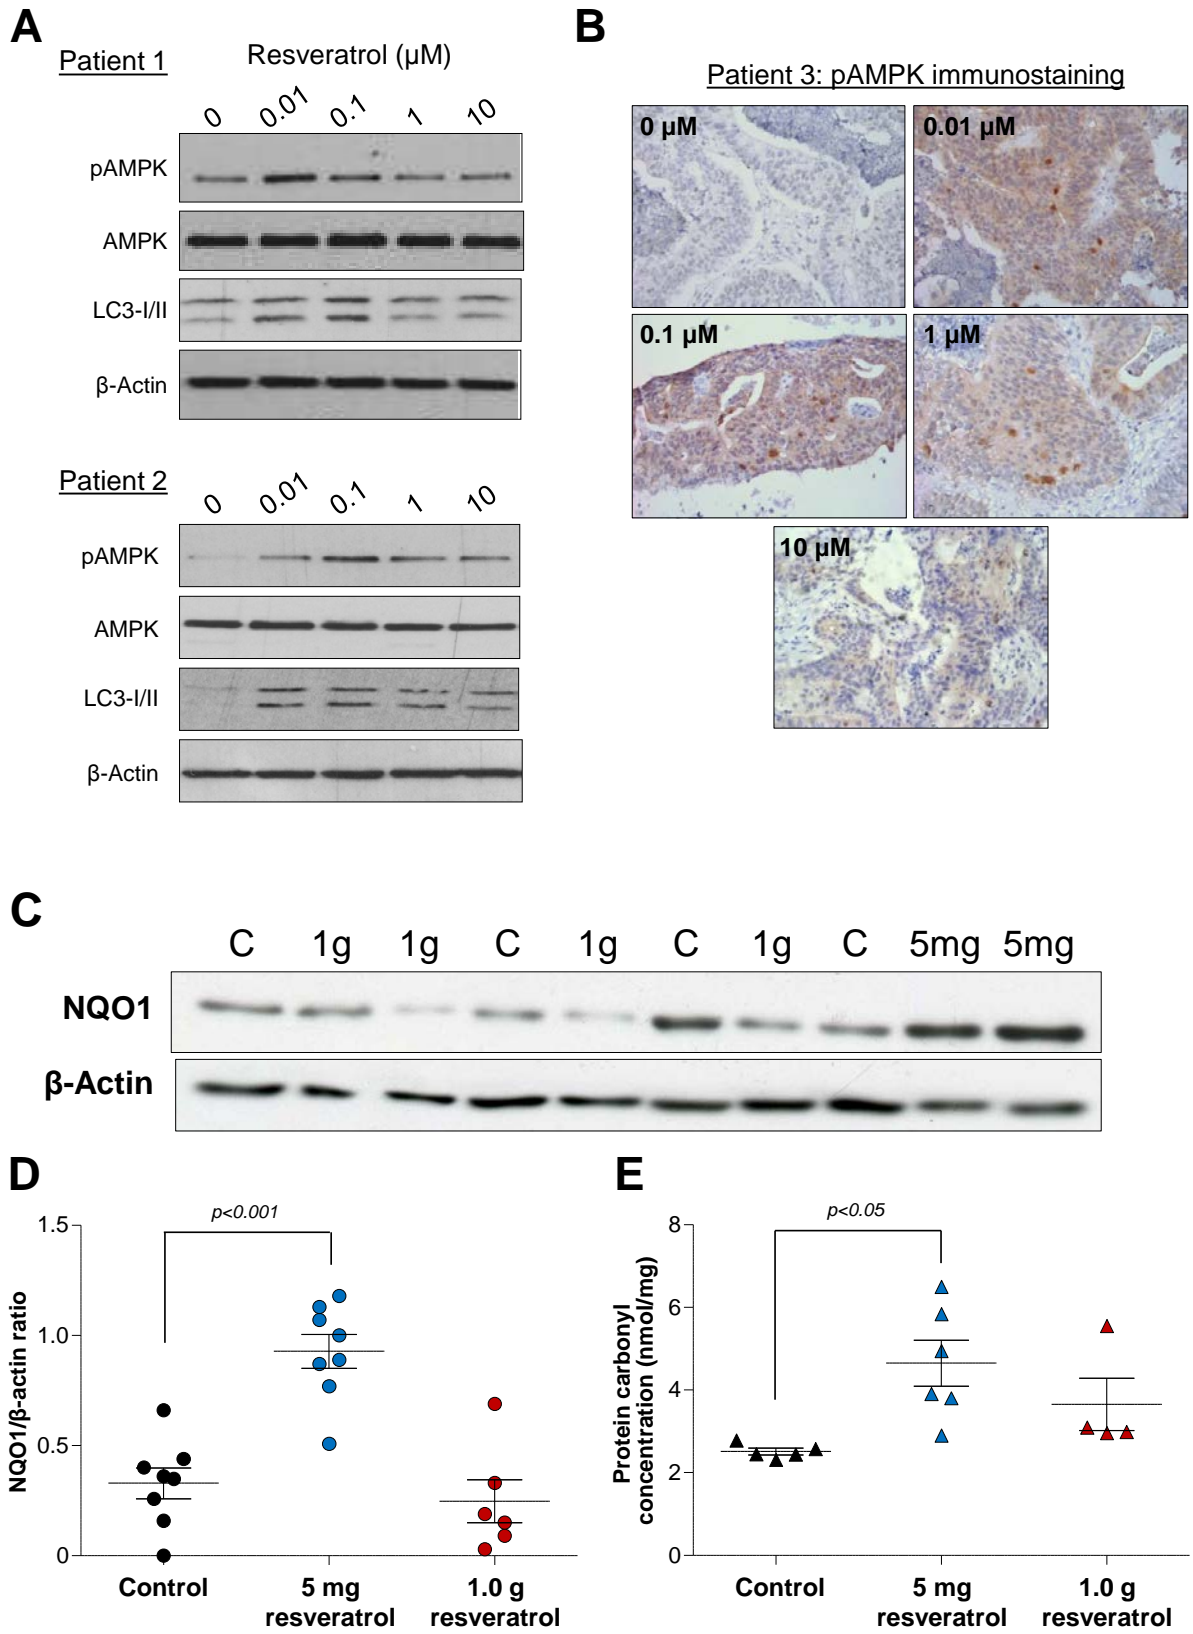 A
Patient 1
Resveratrol (µM)
0 0.01 0.1 1 10
pAMPK
AMPK
LC3-I/II
β-Actin
Patient 2
0 0.01 0.1 1 10
pAMPK
AMPK
LC3-I/II
β-Actin
B
Patient 3: pAMPK immunostaining
0 µM
0.01 µM
0.1 µM
1 µM
10 µM
C
C 1g 1g C 1g C 1g C 5mg 5mg
NQO1
β-Actin
D
p<0.001
NQO1/β-actin ratio
1.5
1.0
0.5
0
Control
5 mg
resveratrol
1.0 g
resveratrol
E
p<0.05
Protein carbonyl
concentration (nmol/mg)
8
6
4
2
0
Control
5 mg
resveratrol
1.0 g
resveratrol